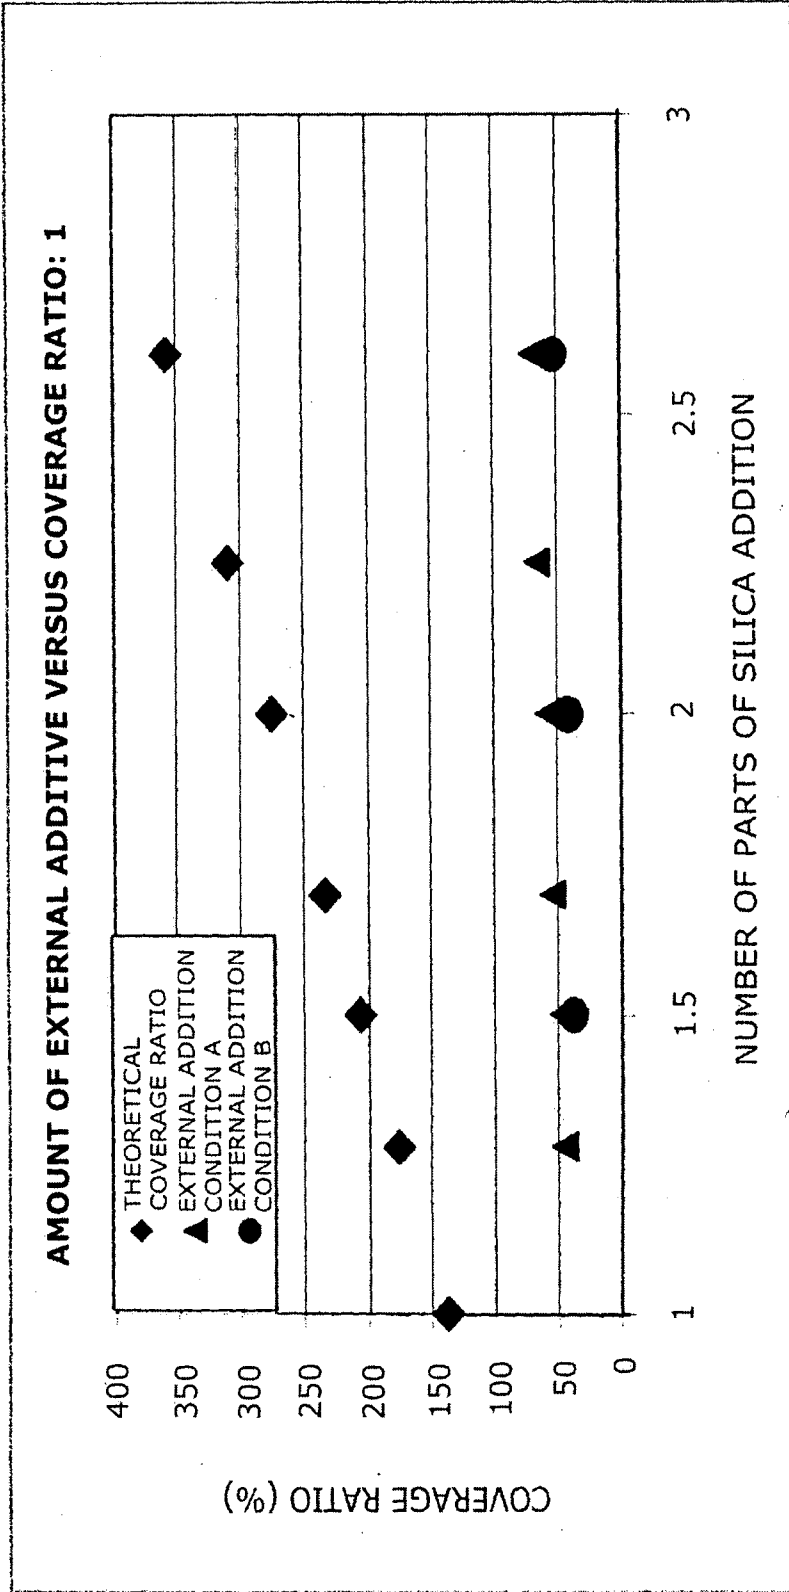 AMOUNT OF EXTERNAL ADDITIVE VERSUS COVERAGE RATIO: 1
THEORETICAL
COVERAGE RATIO
EXTERNAL ADDITION
CONDITION A
EXTERNAL ADDITION
CONDITION B
COVERAGE RATIO (%)
400
350
300
250
200
150
100
50
0
1
1.5
2
2.5
3
NUMBER OF PARTS OF SILICA ADDITION